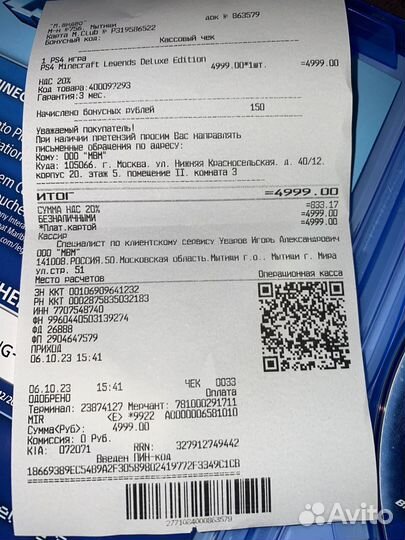 "М.ВИДЕО" ДОК № 863579
М-Н №756, МЫТИЩИ
Карта M.Club № P319586522
БОНУСНЫЙ КОД: Кассовый чек
1 PS4 игра
PS4 Minecraft Legends Deluxe Edition
4999.00*1шт. =4999.00
НДС 20%
Код товара:400097293
Гарантия:3 мес.
Начислено бонусных рублей 150
Уважаемый покупатель!
При наличии претензий просим Вас направлять
письменные обращения по адресу:
Кому: ООО "МВМ"
Куда: 105066, г. Москва, ул. Нижняя Красносельская, д. 40/12,
корпус 20, этаж 5, помещение II, комната 3
ИТОГ =4999.00
СУММА НДС 20% =833.17
БЕЗНАЛИЧНЫМИ =4999.00
*Плат.картой =4999.00
Кассир
Специалист по клиентскому сервису Уваров Игорь Александрович
ООО "МВМ"
141008,РОССИЯ,50,Московская область,Мытищи г.о., Мытищи г, Мира
ул,стр. 51
Место расчетов Операционная касса
ЗН ККТ 00106909641232
РН ККТ 0002875835032183
ИНН 7707548740
ФН 9960440503139274
ФД 26888
ФП 2904647579
ПРИХОД
06.10.23 15:41
06.10.23 15:41 ЧЕК 0033
ОДОБРЕНО Оплата
Терминал: 23874127 Мерчант: 781000291711
MIR <E> *9922 A0000006581010
Сумма<Руб>: 4999.00
Комиссия: 0 Руб.
К/А: 072071 RRN: 327912749442
Введен ПИН-код
2771084000863579
Avito